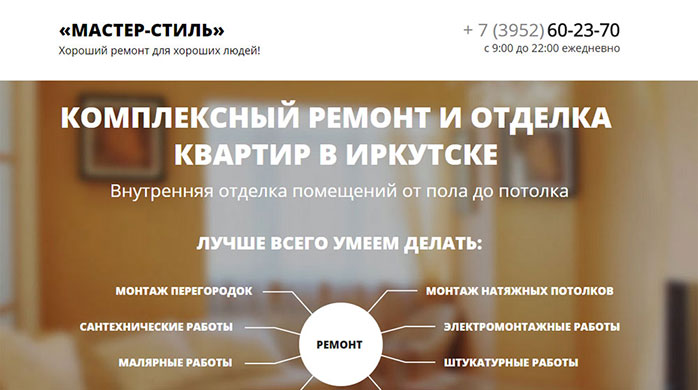 «МАСТЕР-СТИЛЬ»
Хороший ремонт для хороших людей!
+ 7 (3952) 60-23-70
с 9:00 до 22:00 ежедневно
КОМПЛЕКСНЫЙ РЕМОНТ И ОТДЕЛКА
КВАРТИР В ИРКУТСКЕ
Внутренняя отделка помещений от пола до потолка
ЛУЧШЕ ВСЕГО УМЕЕМ ДЕЛАТЬ:
МОНТАЖ ПЕРЕГОРОДОК
МОНТАЖ НАТЯЖНЫХ ПОТОЛКОВ
САНТЕХНИЧЕСКИЕ РАБОТЫ
ЭЛЕКТРОМОНТАЖНЫЕ РАБОТЫ
РЕМОНТ
МАЛЯРНЫЕ РАБОТЫ
ШТУКАТУРНЫЕ РАБОТЫ